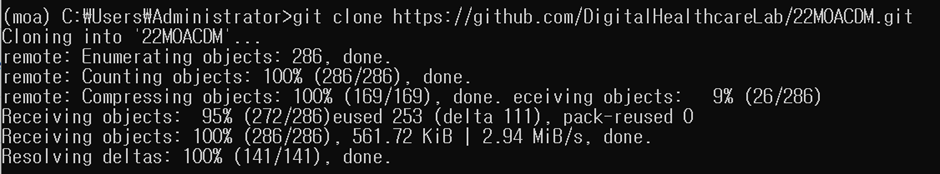 (moa) C:₩Users₩Administrator>git clone https://github.com/DigitalHealthcareLab/22MOACDM.git
Cloning into '22MOACDM'...
remote: Enumerating objects: 286, done.
remote: Counting objects: 100% (286/286), done.
remote: Compressing objects: 100% (169/169), done. eceiving objects:   9% (26/286)
Receiving objects:  95% (272/286)eused 253 (delta 111), pack-reused 0
Receiving objects: 100% (286/286), 561.72 KiB | 2.94 MiB/s, done.
Resolving deltas: 100% (141/141), done.